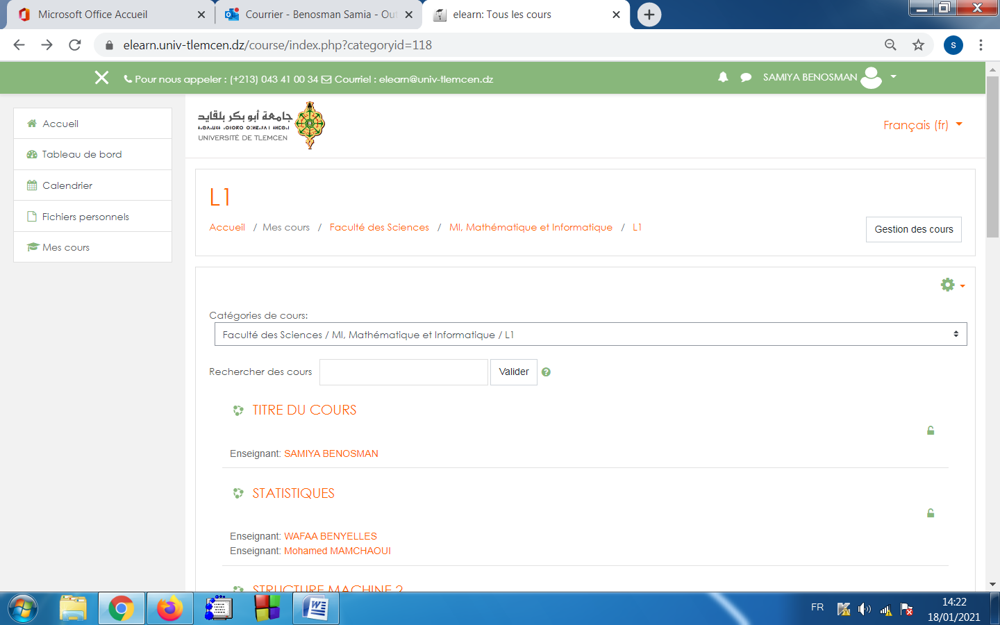 Microsoft Office Accueil
Courrier - Benosman Samia - Out
elearn: Tous les cours
elearn.univ-tlemcen.dz/course/index.php?categoryid=118
s
Pour nous appeler : (+213) 043 41 00 34 Courriel : elearn@univ-tlemcen.dz
SAMIYA BENOSMAN
Accueil
Tableau de bord
Calendrier
Fichiers personnels
Mes cours
جامعة أبو بكر بلقايد
UNIVERSITÉ DE TLEMCEN
Français (fr)
L1
Accueil / Mes cours / Faculté des Sciences / MI, Mathématique et Informatique / L1
Gestion des cours
Catégories de cours:
Faculté des Sciences / MI, Mathématique et Informatique / L1
Rechercher des cours
Valider
TITRE DU COURS
Enseignant: SAMIYA BENOSMAN
STATISTIQUES
Enseignant: WAFAA BENYELLES
Enseignant: Mohamed MAMCHAOUI
STRUCTURE MACHINE 2
FR
14:22
18/01/2021